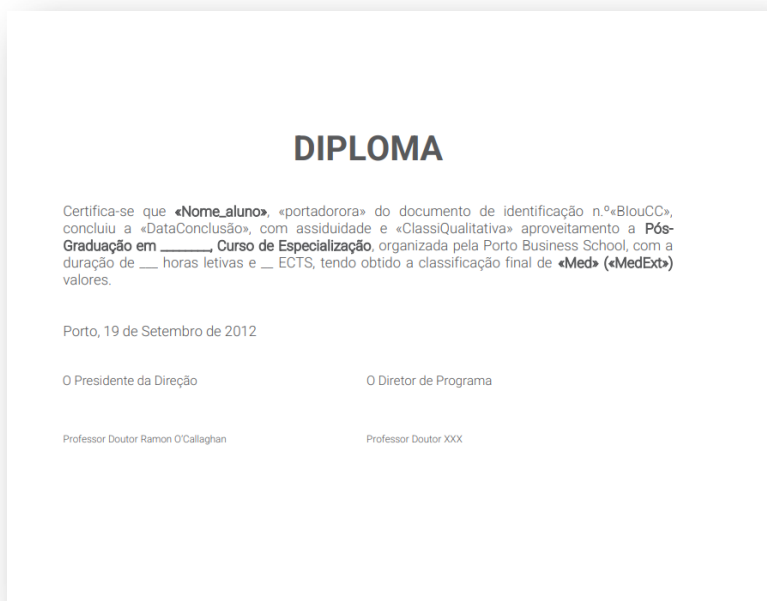 DIPLOMA
Certifica-se que «Nome_aluno», «portadorora» do documento de identificação n.º«BIouCC»,
concluiu a «DataConclusão», com assiduidade e «ClassiQualitativa» aproveitamento a Pós-
Graduação em ________, Curso de Especialização, organizada pela Porto Business School, com a
duração de ___ horas letivas e __ ECTS, tendo obtido a classificação final de «Med» («MedExt»)
valores.
Porto, 19 de Setembro de 2012
O Presidente da Direção O Diretor de Programa
Professor Doutor Ramon O'Callaghan Professor Doutor XXX